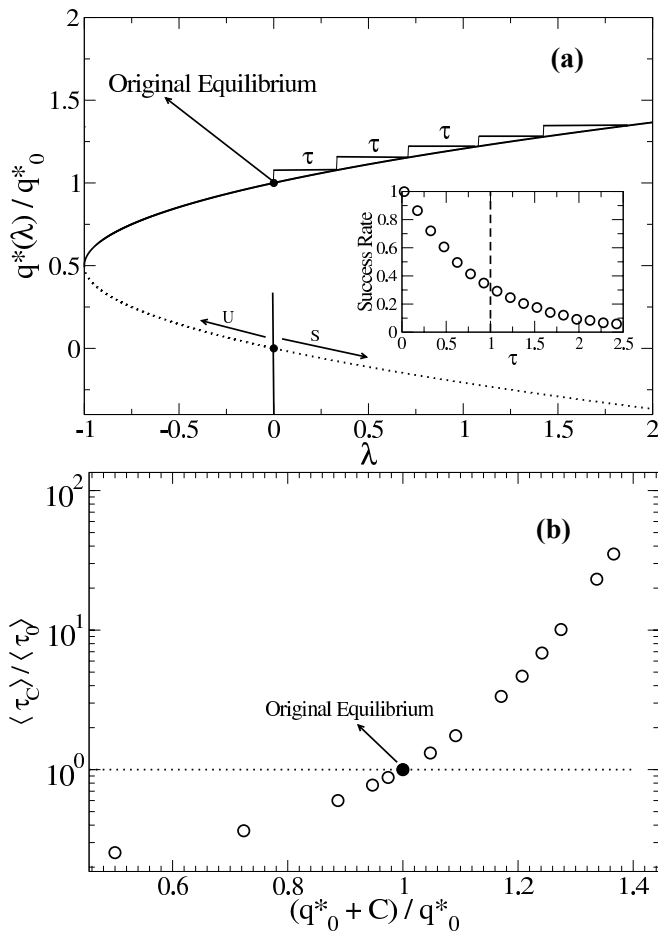 2
(a)
Original Equilibrium
1.5
τ
τ
τ
1
q*(λ) / q*₀
0.5
0
U
S
-1
-0.5
0
0.5
1
1.5
2
λ
1
0.8
0.6
0.4
0.2
0
Success Rate
0
0.5
1
1.5
2
2.5
τ
10²
(b)
10¹
⟨τ_C⟩ / ⟨τ₀⟩
Original Equilibrium
10⁰
0.6
0.8
1
1.2
1.4
(q*₀ + C) / q*₀